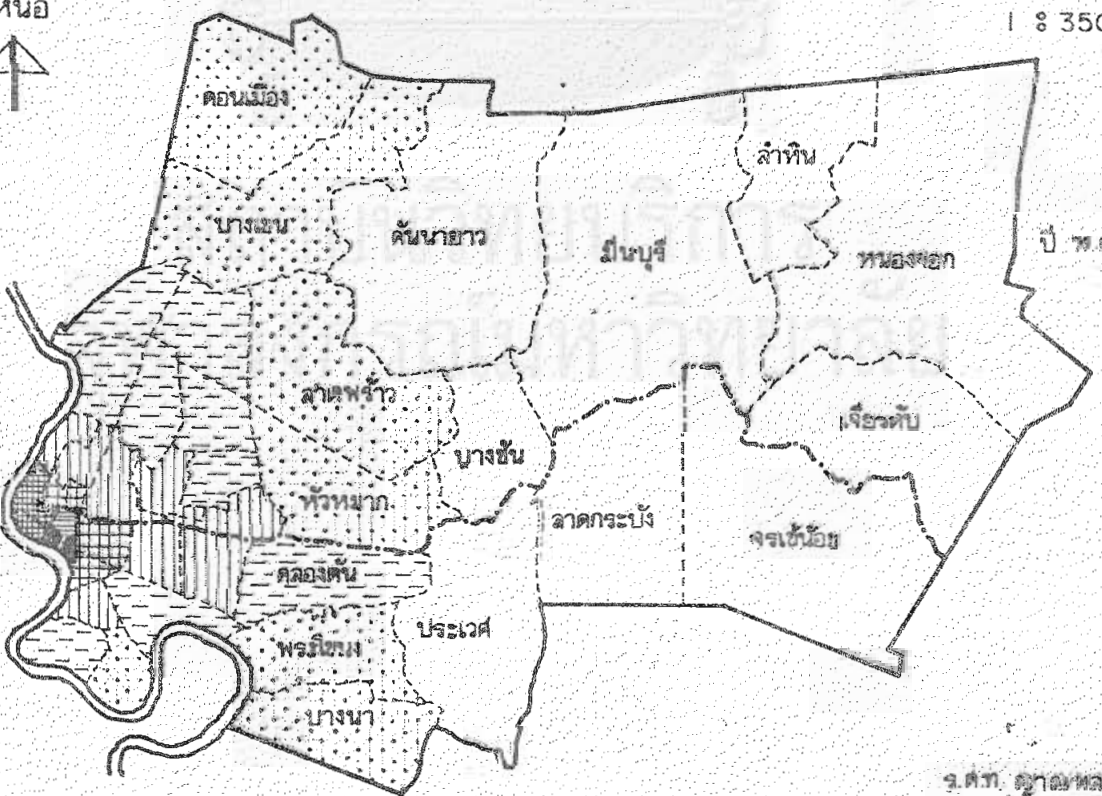 หนือ
1 : 350
ดอนเมือง
ลำหิน
บางเขน
คันนายาว
มีนบุรี
หนองจอก
ปี พ.
ลาดพร้าว
เจียรดับ
บางชัน
หัวหมาก
ลาดกระบัง
จรเข้น้อย
คลองตัน
ประเวศ
พระโขนง
บางนา
ร.ต.ท.